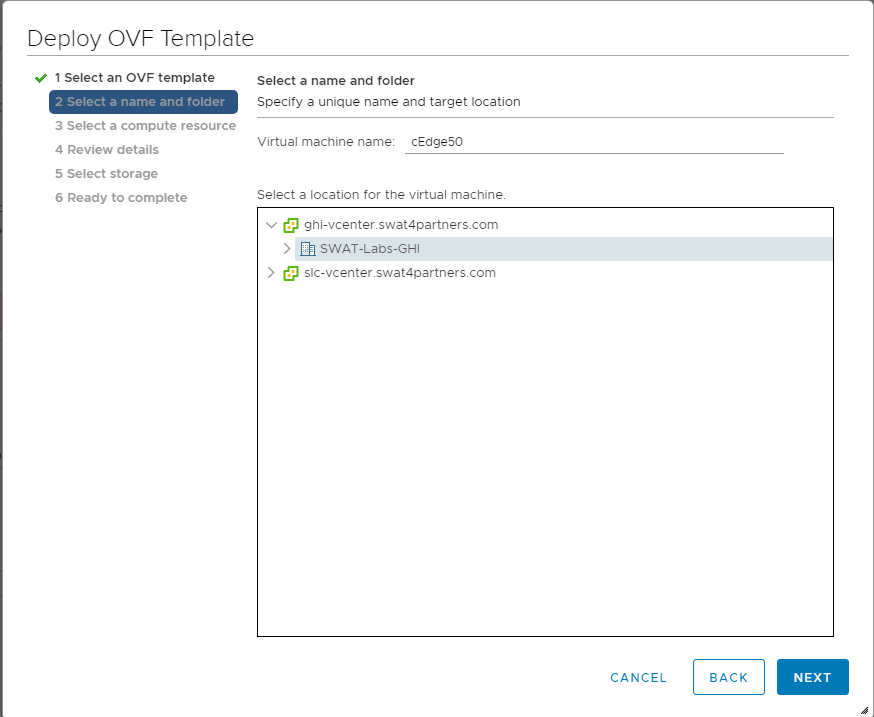 Deploy OVF Template
1 Select an OVF template
2 Select a name and folder
3 Select a compute resource
4 Review details
5 Select storage
6 Ready to complete
Select a name and folder
Specify a unique name and target location
Virtual machine name: cEdge50
Select a location for the virtual machine.
ghi-vcenter.swat4partners.com
SWAT-Labs-GHI
slc-vcenter.swat4partners.com
CANCEL BACK NEXT